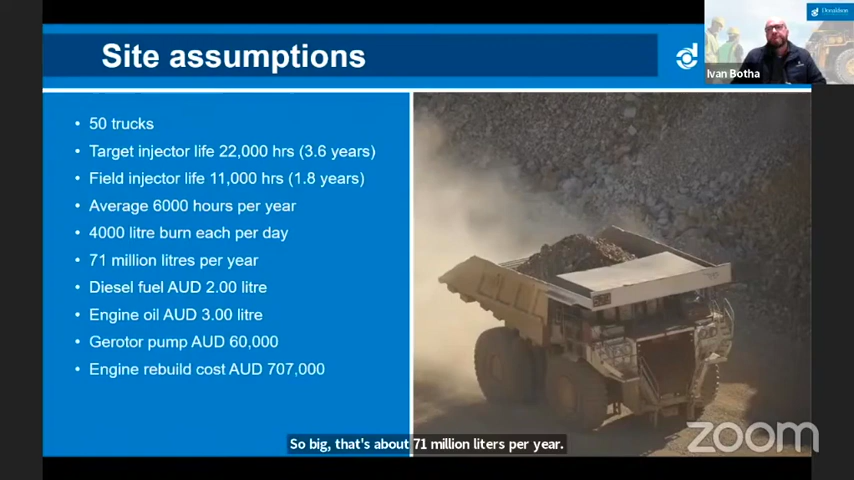 Site assumptions
Donaldson
Ivan Botha
• 50 trucks
• Target injector life 22,000 hrs (3.6 years)
• Field injector life 11,000 hrs (1.8 years)
• Average 6000 hours per year
• 4000 litre burn each per day
• 71 million litres per year
• Diesel fuel AUD 2.00 litre
• Engine oil AUD 3.00 litre
• Gerotor pump AUD 60,000
• Engine rebuild cost AUD 707,000
So big, that's about 71 million liters per year.
zoom